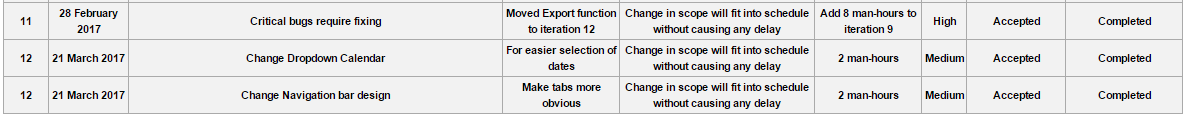 11 28 February 2017 Critical bugs require fixing Moved Export function to iteration 12 Change in scope will fit into schedule without causing any delay Add 8 man-hours to iteration 9 High Accepted Completed
12 21 March 2017 Change Dropdown Calendar For easier selection of dates Change in scope will fit into schedule without causing any delay 2 man-hours Medium Accepted Completed
12 21 March 2017 Change Navigation bar design Make tabs more obvious Change in scope will fit into schedule without causing any delay 2 man-hours Medium Accepted Completed